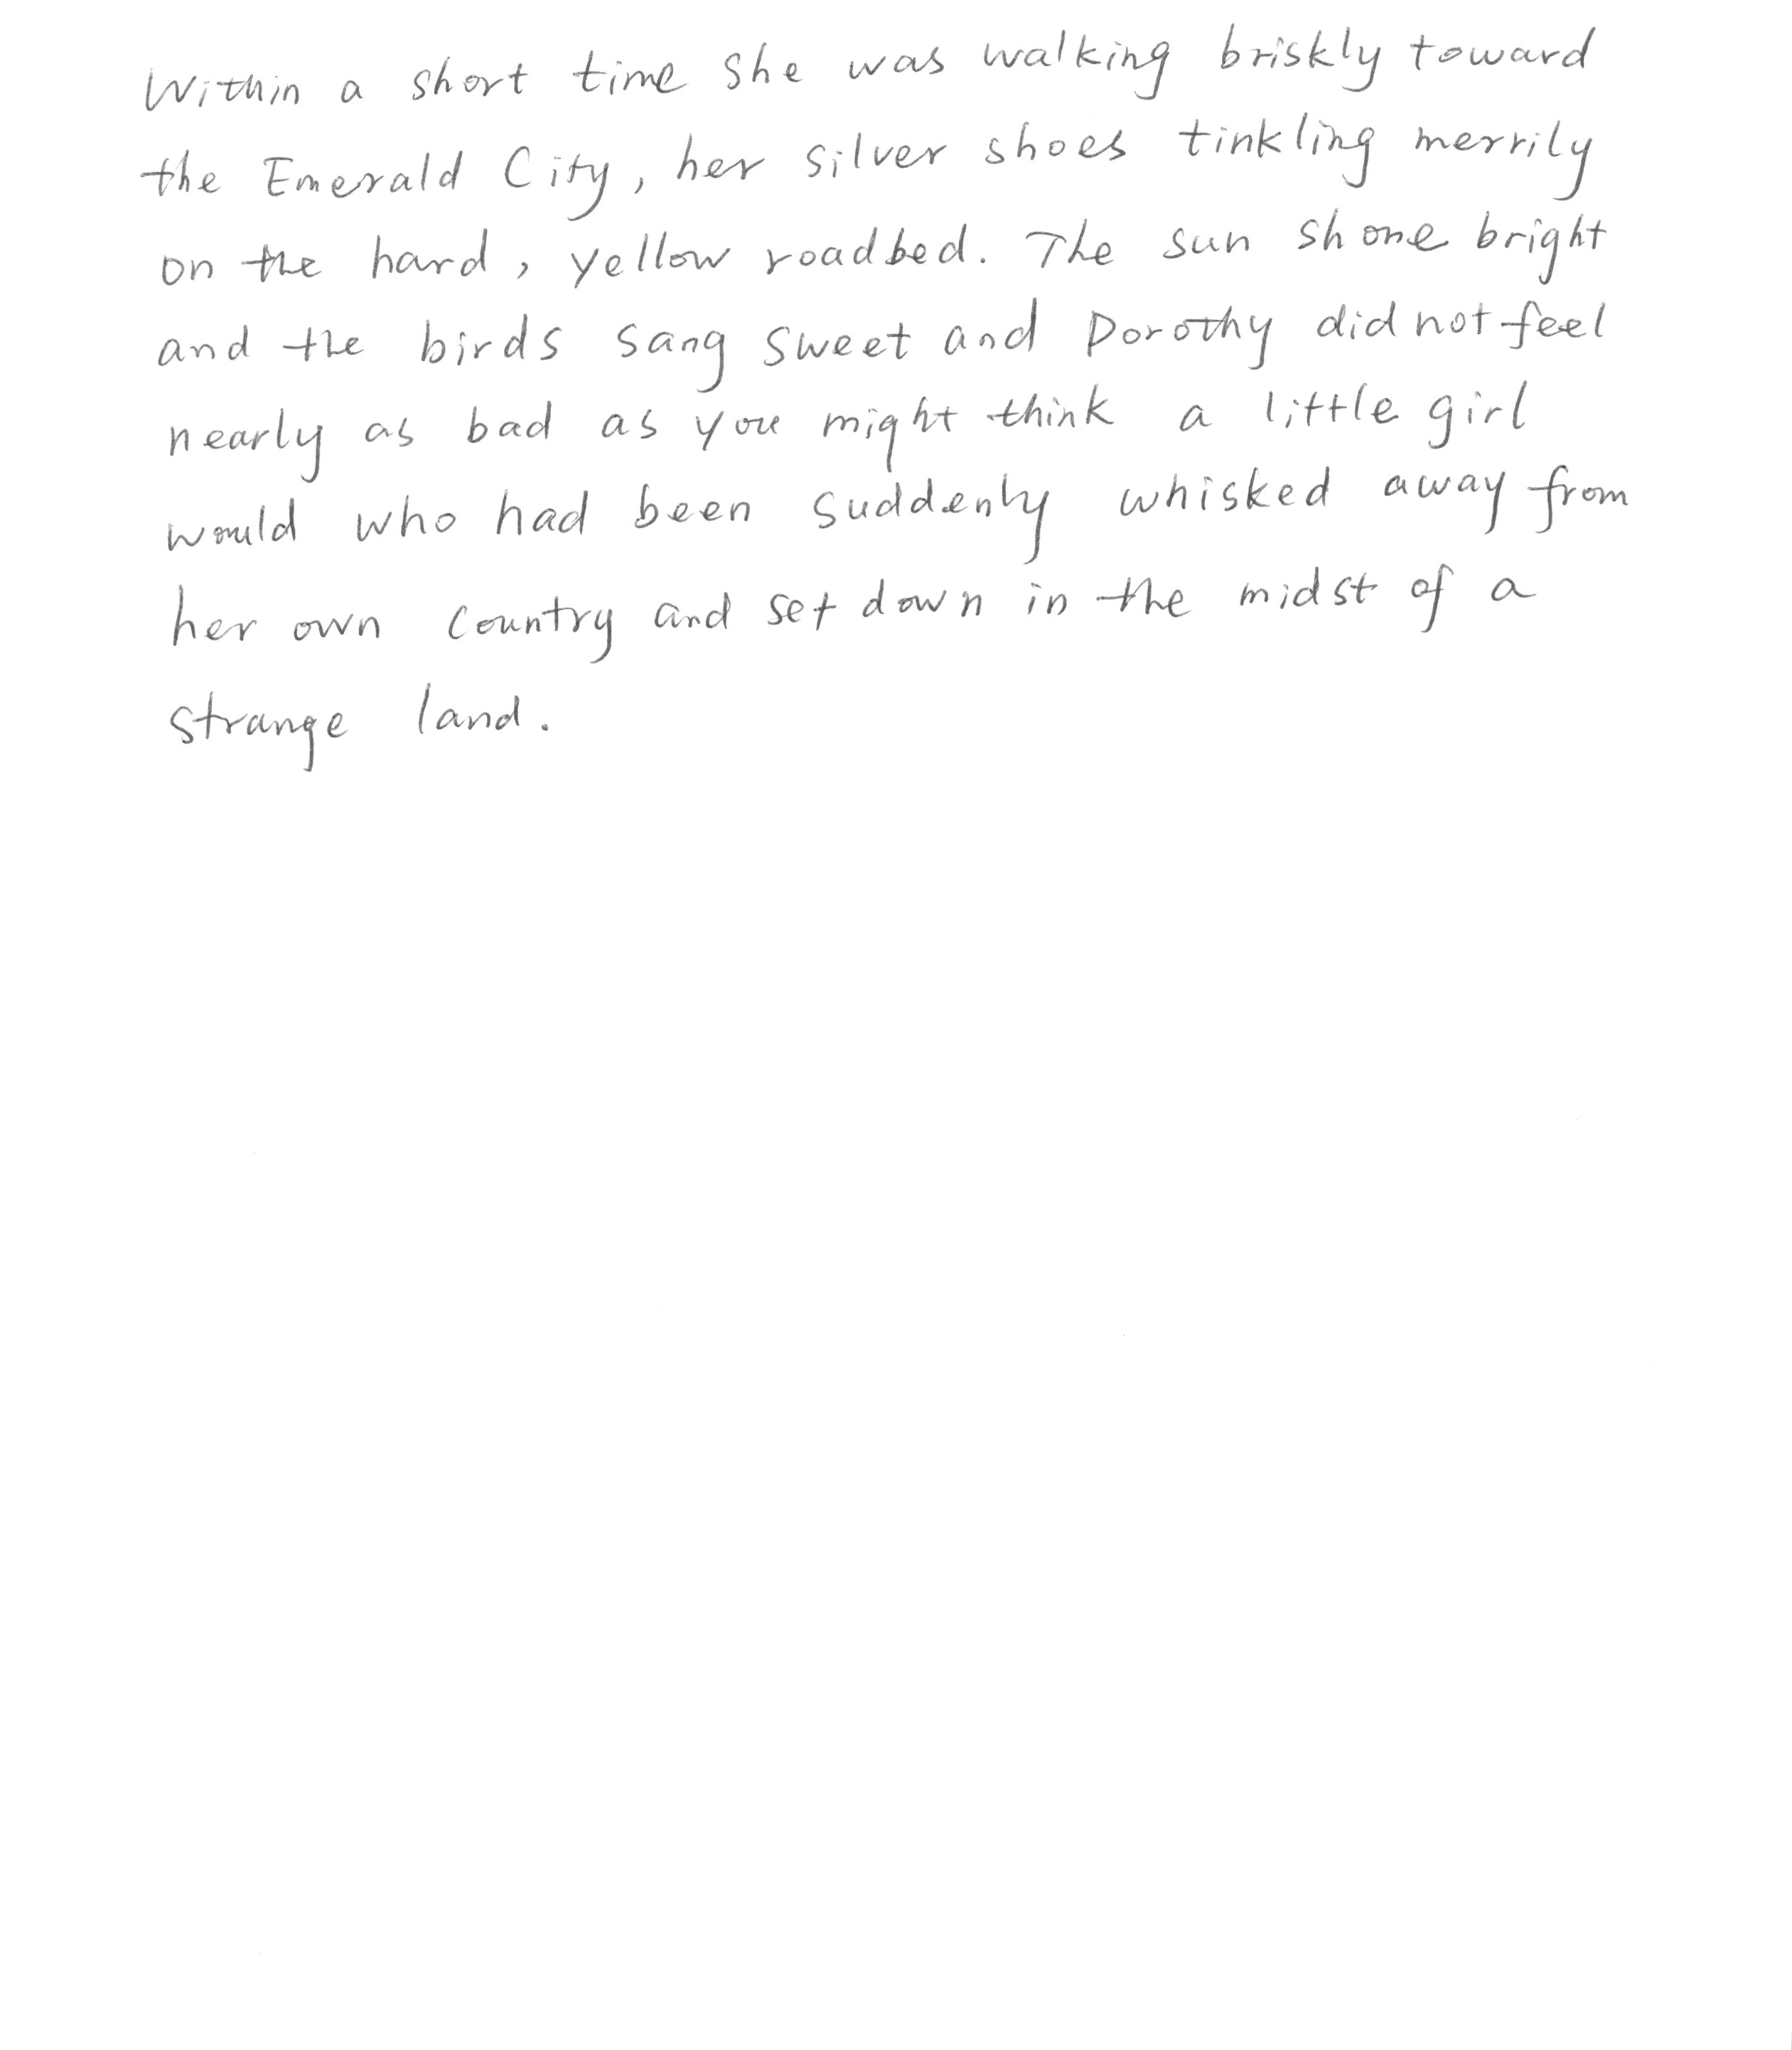 Within a short time she was walking briskly toward
the Emerald City, her silver shoes tinkling merrily
on the hard, yellow roadbed. The sun shone bright
and the birds sang sweet and Dorothy did not feel
nearly as bad as you might think a little girl
would who had been suddenly whisked away from
her own country and set down in the midst of a
strange land.